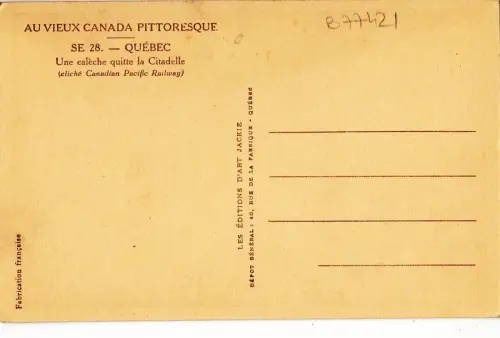 AU VIEUX CANADA PITTORESQUE
SE 28. — QUÉBEC
Une calèche quitte la Citadelle
(cliché Canadian Pacific Railway)
B77421
LES ÉDITIONS D'ART JACKIE
DÉPOT GÉNÉRAL: 40, RUE DE LA FABRIQUE - QUÉBEC
Fabrication française